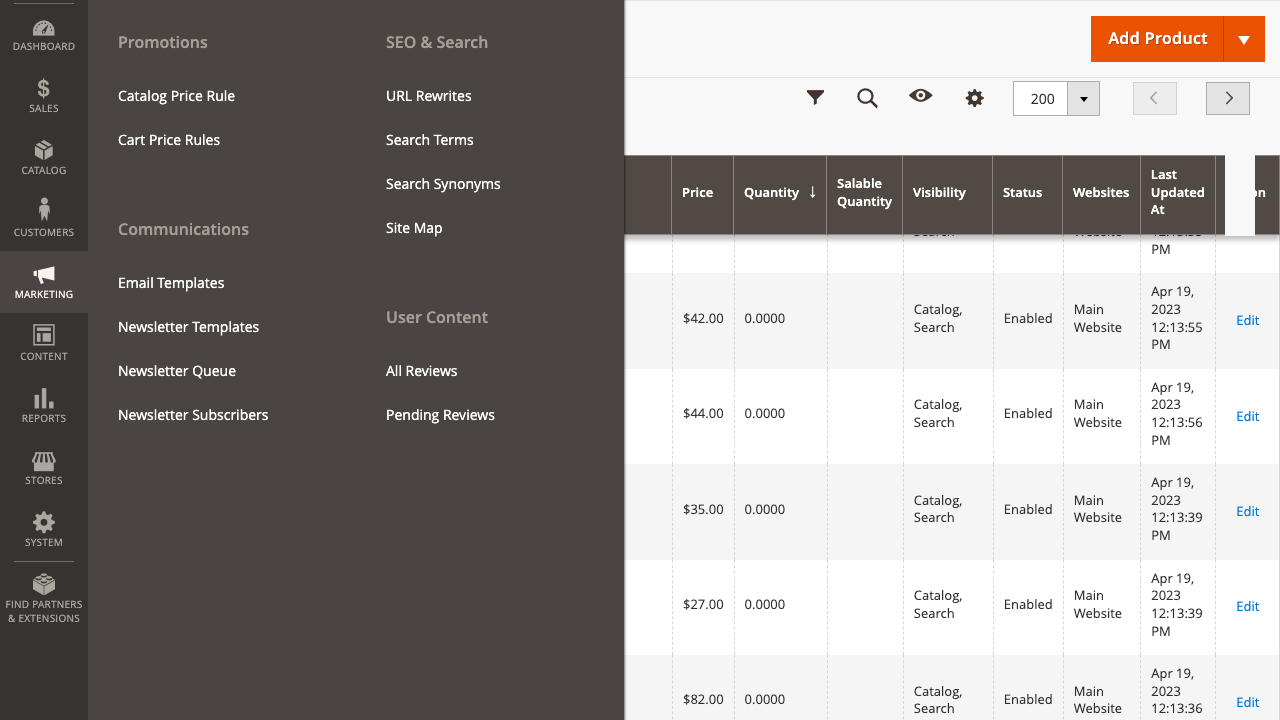 DASHBOARD
SALES
CATALOG
CUSTOMERS
MARKETING
CONTENT
REPORTS
STORES
SYSTEM
FIND PARTNERS
& EXTENSIONS
Promotions
Catalog Price Rule
Cart Price Rules
Communications
Email Templates
Newsletter Templates
Newsletter Queue
Newsletter Subscribers
SEO & Search
URL Rewrites
Search Terms
Search Synonyms
Site Map
User Content
All Reviews
Pending Reviews
Add Product
200
Price
Quantity ↓
Salable
Quantity
Visibility
Status
Websites
Last
Updated
At
on
PM
$42.00
0.0000
Catalog,
Search
Enabled
Main
Website
Apr 19,
2023
12:13:55
PM
Edit
$44.00
0.0000
Catalog,
Search
Enabled
Main
Website
Apr 19,
2023
12:13:56
PM
Edit
$35.00
0.0000
Catalog,
Search
Enabled
Main
Website
Apr 19,
2023
12:13:39
PM
Edit
$27.00
0.0000
Catalog,
Search
Enabled
Main
Website
Apr 19,
2023
12:13:39
PM
Edit
$82.00
0.0000
Catalog,
Search
Enabled
Main
Website
Apr 19,
2023
12:13:36
Edit